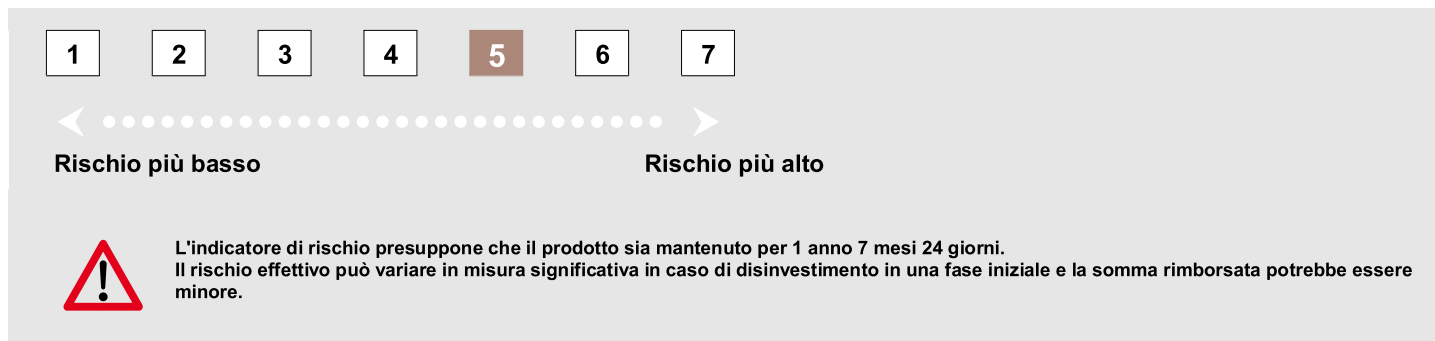 1 2 3 4 5 6 7
Rischio più basso Rischio più alto
L'indicatore di rischio presuppone che il prodotto sia mantenuto per 1 anno 7 mesi 24 giorni.
Il rischio effettivo può variare in misura significativa in caso di disinvestimento in una fase iniziale e la somma rimborsata potrebbe essere
minore.